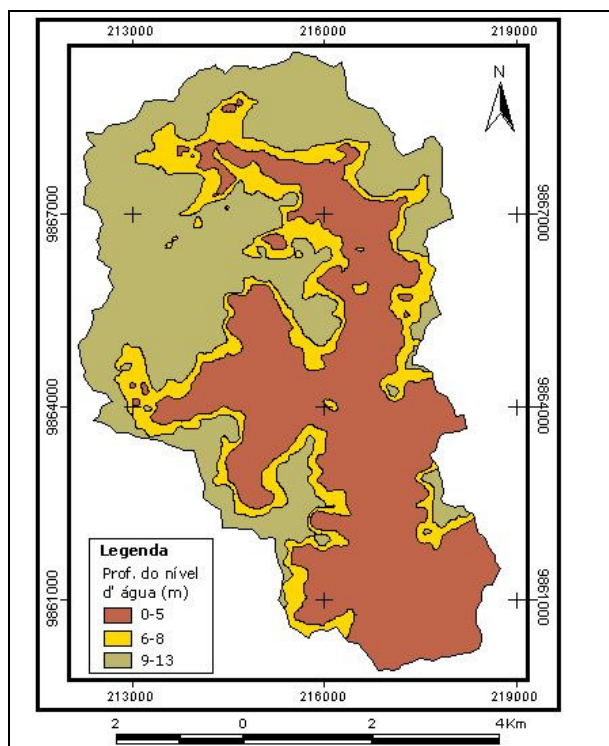 213000 216000 219000
N
9867000 9867000
9864000 9864000
9861000 9861000
Legenda
Prof. do nível
d' água (m)
0-5
6-8
9-13
213000 216000 219000
2 0 2 4Km